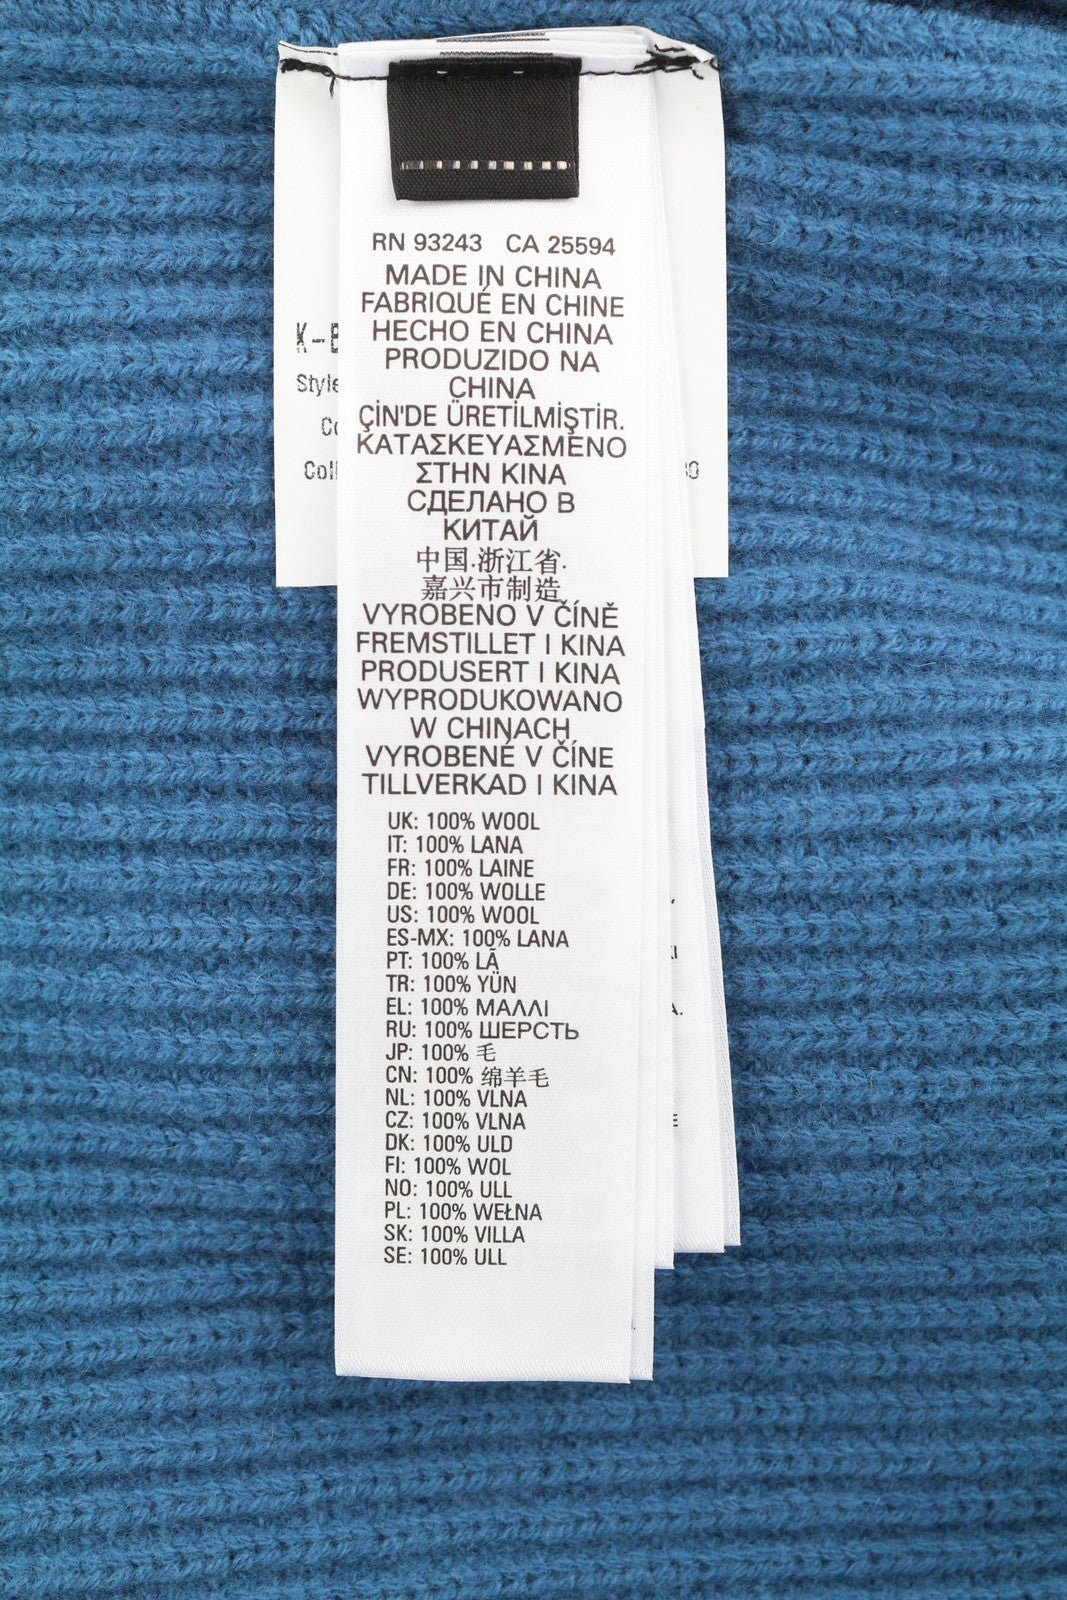 RN 93243 CA 25594
MADE IN CHINA
FABRIQUÉ EN CHINE
HECHO EN CHINA
PRODUZIDO NA
CHINA
ÇİN'DE ÜRETİLMİŞTİR.
ΚΑΤΑΣΚΕΥΑΣΜΕΝΟ
ΣΤΗΝ ΚΙΝΑ
СДЕЛАНО В
КИТАЙ
中国.浙江省.
嘉兴市制造
VYROBENO V ČÍNĚ
FREMSTILLET I KINA
PRODUSERT I KINA
WYPRODUKOWANO
W CHINACH
VYROBENÉ V ČÍNE
TILLVERKAD I KINA
UK: 100% WOOL
IT: 100% LANA
FR: 100% LAINE
DE: 100% WOLLE
US: 100% WOOL
ES-MX: 100% LANA
PT: 100% LÃ
TR: 100% YÜN
EL: 100% ΜΑΛΛΙ
RU: 100% ШЕРСТЬ
JP: 100% 毛
CN: 100% 绵羊毛
NL: 100% VLNA
CZ: 100% VLNA
DK: 100% ULD
FI: 100% WOL
NO: 100% ULL
PL: 100% WEŁNA
SK: 100% VILLA
SE: 100% ULL
Style